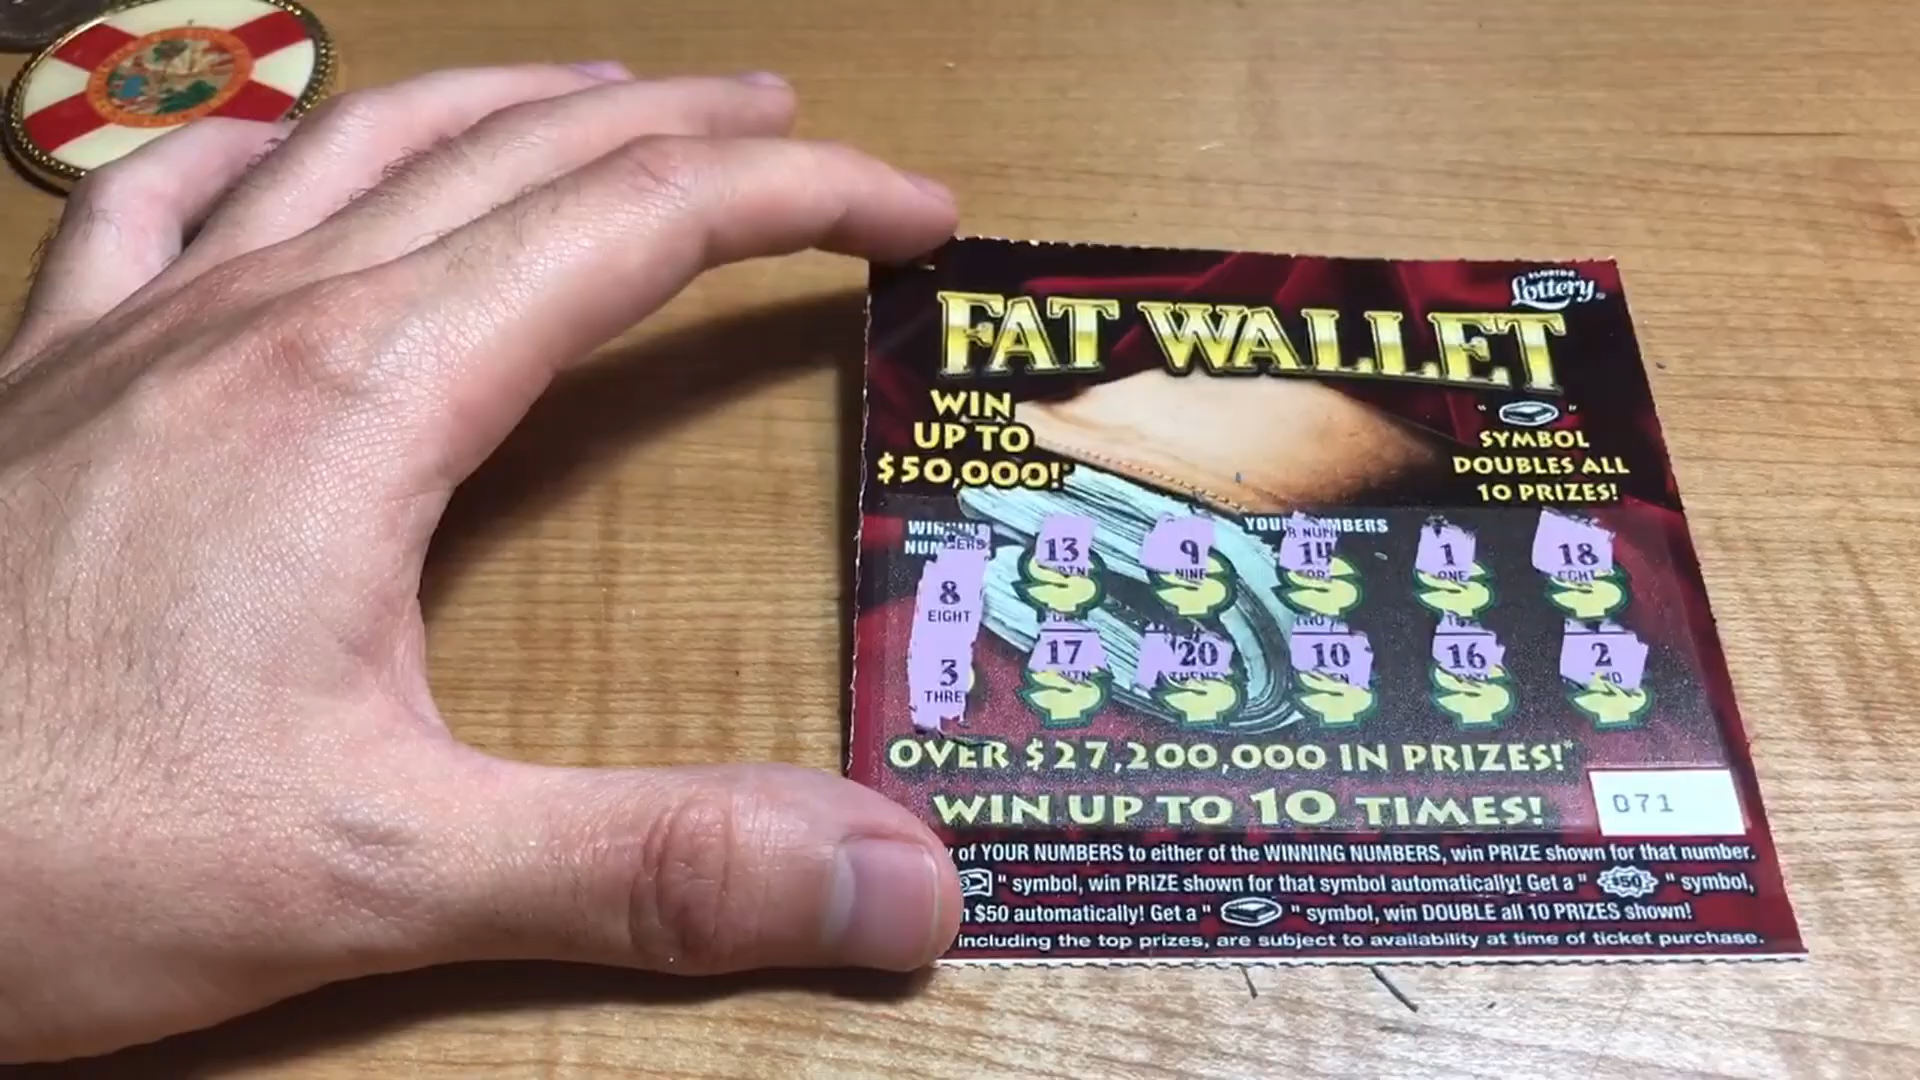 FLORIDA
Lottery
FAT WALLET
WIN
UP TO
$50,000!*
" "
SYMBOL
DOUBLES ALL
10 PRIZES!
WINNING
NUMBERS
YOUR NUMBERS
13 9 14 1 18
NINE ONE
8
EIGHT
17 20 10 16 2
3
THRE
OVER $27,200,000 IN PRIZES!*
WIN UP TO 10 TIMES!
071
of YOUR NUMBERS to either of the WINNING NUMBERS, win PRIZE shown for that number.
" symbol, win PRIZE shown for that symbol automatically! Get a " $50 " symbol,
$50 automatically! Get a " " symbol, win DOUBLE all 10 PRIZES shown!
including the top prizes, are subject to availability at time of ticket purchase.